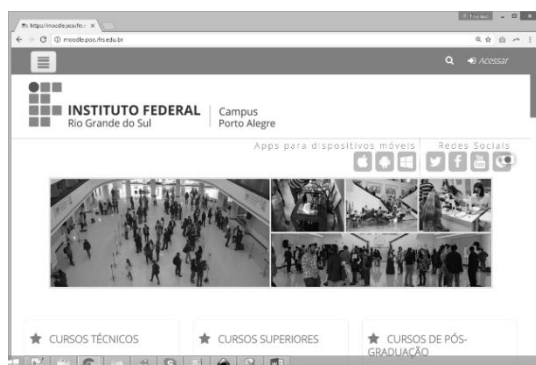 moodle.poa.ifrs.edu.br
Acessar
INSTITUTO FEDERAL
Rio Grande do Sul
Campus
Porto Alegre
Apps para dispositivos móveis
Redes Sociais
CURSOS TÉCNICOS
CURSOS SUPERIORES
CURSOS DE PÓS-
GRADUAÇÃO